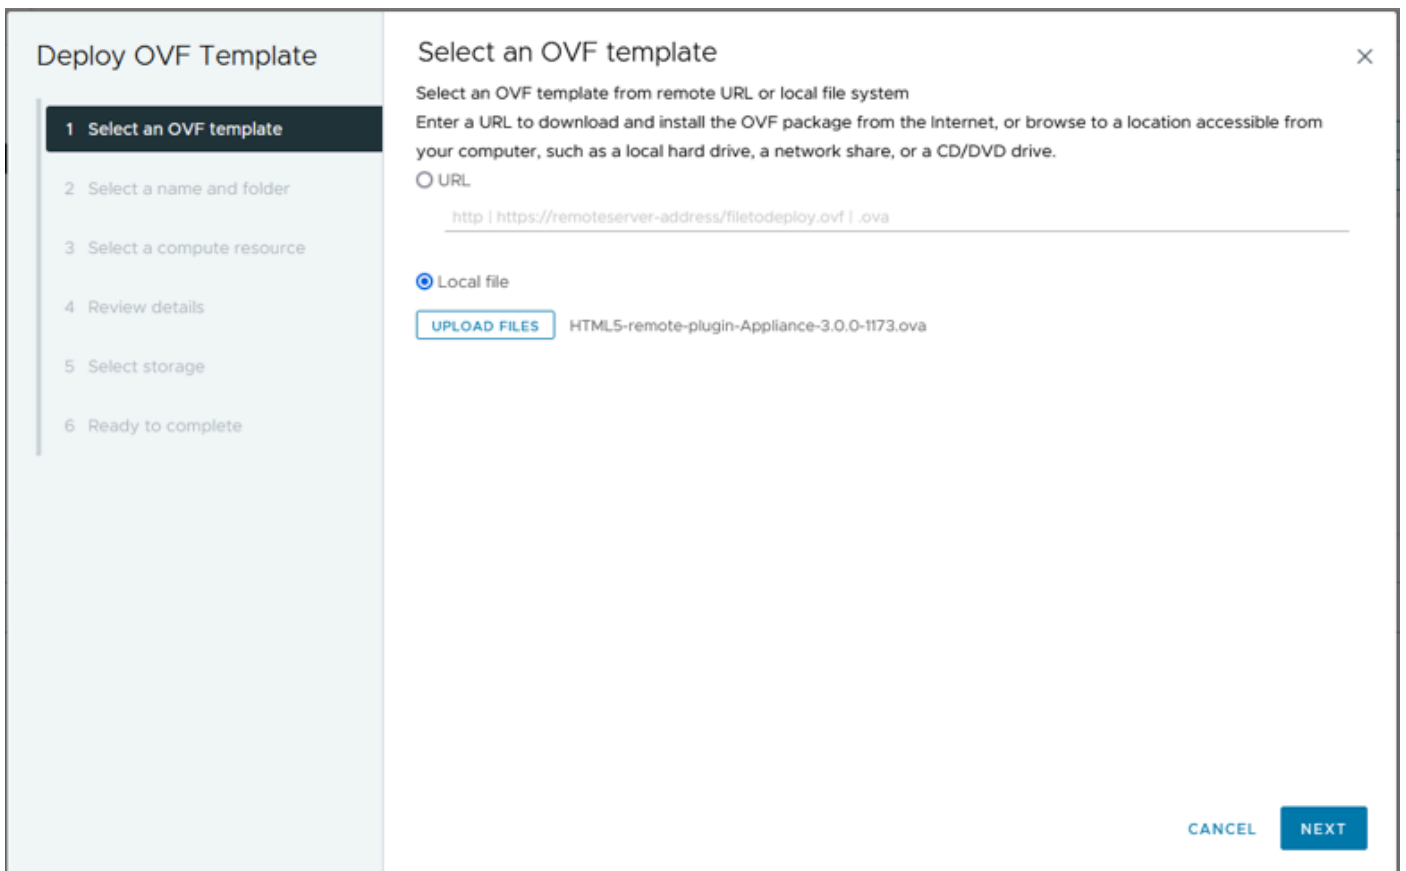 Deploy OVF Template
1 Select an OVF template
2 Select a name and folder
3 Select a compute resource
4 Review details
5 Select storage
6 Ready to complete
Select an OVF template
Select an OVF template from remote URL or local file system
Enter a URL to download and install the OVF package from the Internet, or browse to a location accessible from
your computer, such as a local hard drive, a network share, or a CD/DVD drive.
URL
http | https://remoteserver-address/filetodeploy.ovf | .ova
Local file
UPLOAD FILES HTML5-remote-plugin-Appliance-3.0.0-1173.ova
CANCEL NEXT